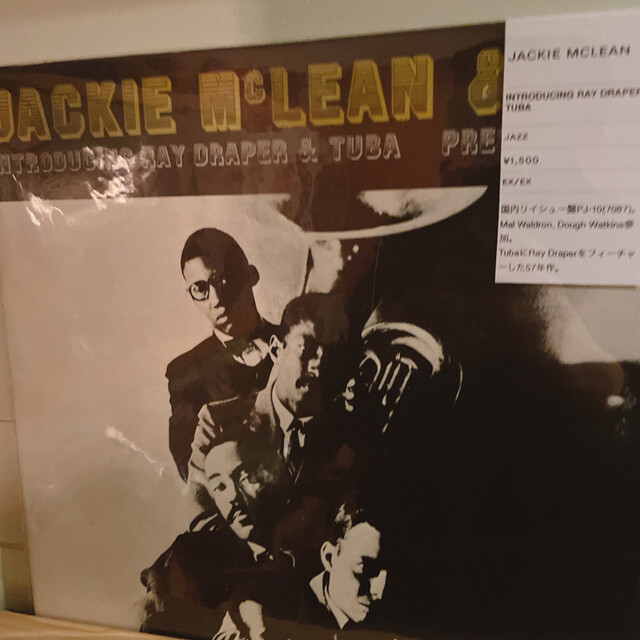 JACKIE McLEAN &
INTRODUCING RAY DRAPER & TUBA PRE
JACKIE MCLEAN
INTRODUCING RAY DRAPER
TUBA
JAZZ
¥1,500
EX/EX
国内リイシュー盤PJ-10(7087)。
Mal Waldron, Dough Watkins参
加。
TubaにRay Draperをフィーチャ
ーした57年作。